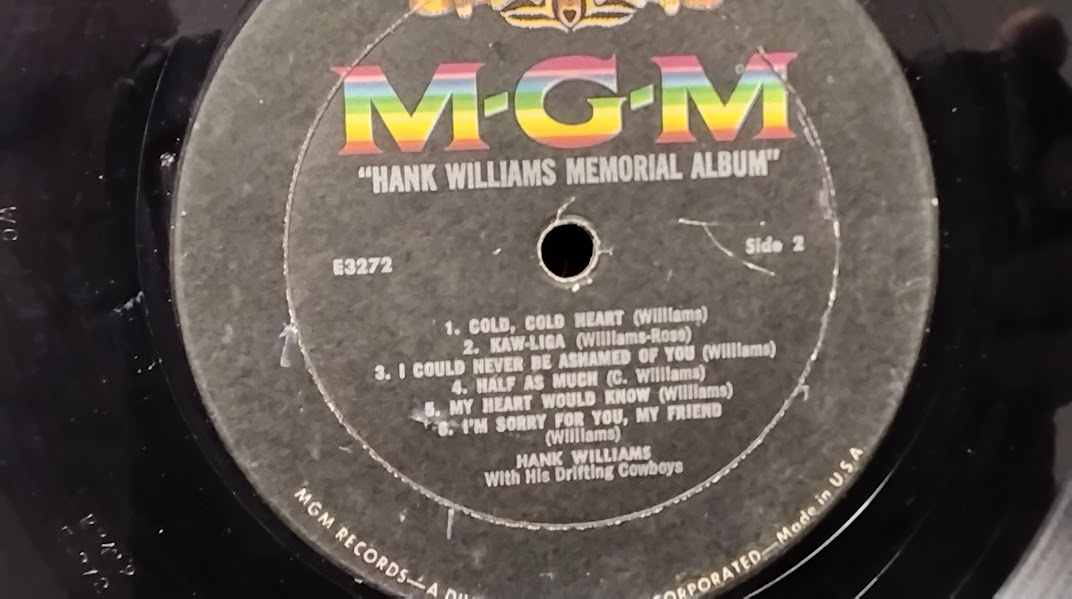 M-G-M
"HANK WILLIAMS MEMORIAL ALBUM"
E3272
Side 2
1. COLD, COLD HEART (Williams)
2. KAW-LIGA (Williams-Rose)
3. I COULD NEVER BE ASHAMED OF YOU (Williams)
4. HALF AS MUCH (C. Williams)
5. MY HEART WOULD KNOW (Williams)
6. I'M SORRY FOR YOU, MY FRIEND
(Williams)
HANK WILLIAMS
With His Drifting Cowboys
MGM RECORDS—A
CORPORATED—Made in U.S.A